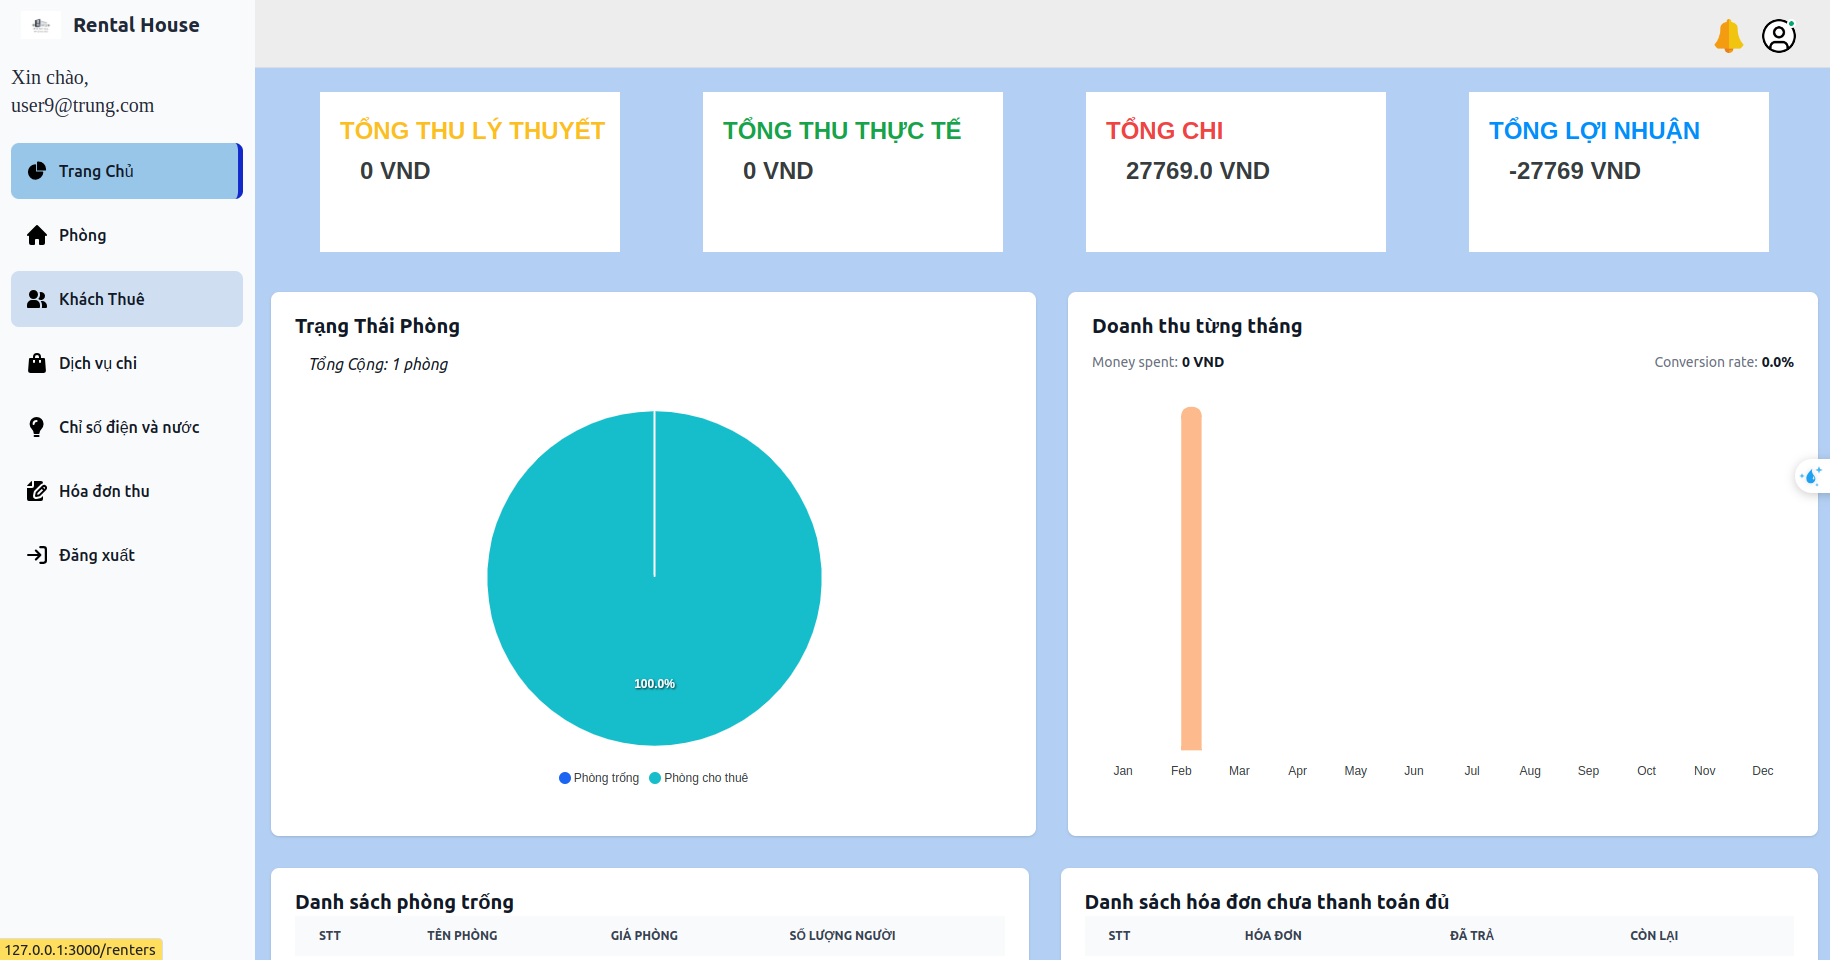 Rental House
Xin chào,
user9@trung.com
Trang Chủ
Phòng
Khách Thuê
Dịch vụ chi
Chỉ số điện và nước
Hóa đơn thu
Đăng xuất
TỔNG THU LÝ THUYẾT
0 VND
TỔNG THU THỰC TẾ
0 VND
TỔNG CHI
27769.0 VND
TỔNG LỢI NHUẬN
-27769 VND
Trạng Thái Phòng
Tổng Cộng: 1 phòng
100.0%
Phòng trống Phòng cho thuê
Doanh thu từng tháng
Money spent: 0 VND Conversion rate: 0.0%
Jan Feb Mar Apr May Jun Jul Aug Sep Oct Nov Dec
Danh sách phòng trống
STT TÊN PHÒNG GIÁ PHÒNG SỐ LƯỢNG NGƯỜI
Danh sách hóa đơn chưa thanh toán đủ
STT HÓA ĐƠN ĐÃ TRẢ CÒN LẠI
127.0.0.1:3000/renters